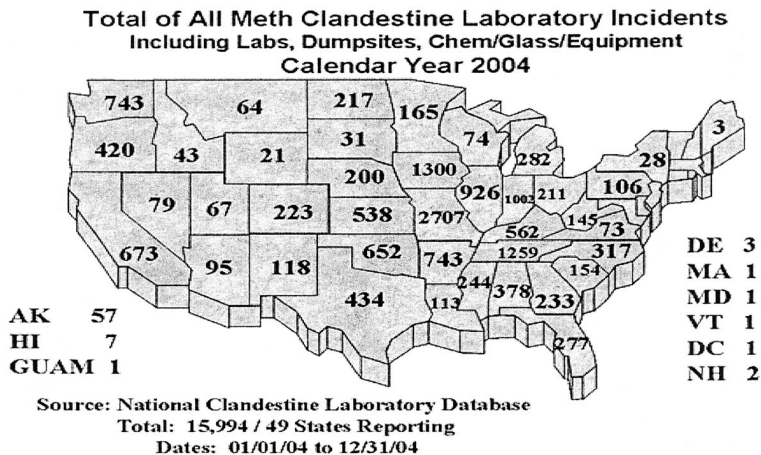 Total of All Meth Clandestine Laboratory Incidents
Including Labs, Dumpsites, Chem/Glass/Equipment
Calendar Year 2004
743
64
217
165
74
282
28
3
420
43
21
31
200
1300
926
1002
211
106
79
67
223
538
2707
562
145
73
673
95
118
652
743
1259
317
154
434
113
244
378
233
277
DE 3
MA 1
MD 1
VT 1
DC 1
NH 2
AK 57
HI 7
GUAM 1
Source: National Clandestine Laboratory Database
Total: 15,994 / 49 States Reporting
Dates: 01/01/04 to 12/31/04